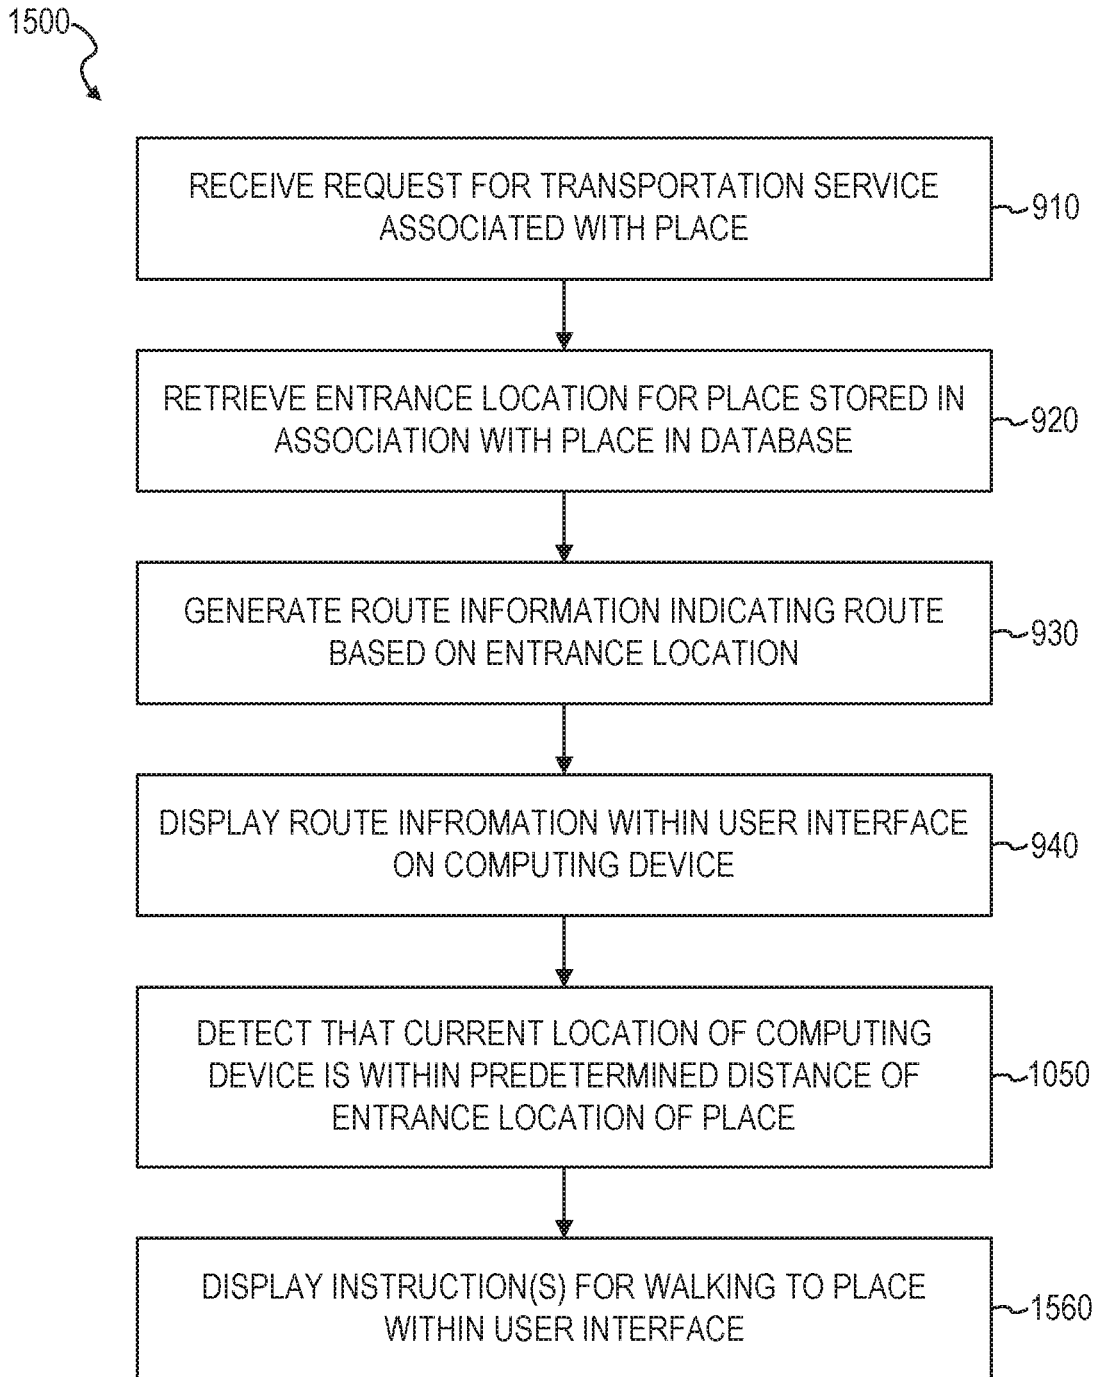 1500
RECEIVE REQUEST FOR TRANSPORTATION SERVICE
ASSOCIATED WITH PLACE
910
RETRIEVE ENTRANCE LOCATION FOR PLACE STORED IN
ASSOCIATION WITH PLACE IN DATABASE
920
GENERATE ROUTE INFORMATION INDICATING ROUTE
BASED ON ENTRANCE LOCATION
930
DISPLAY ROUTE INFROMATION WITHIN USER INTERFACE
ON COMPUTING DEVICE
940
DETECT THAT CURRENT LOCATION OF COMPUTING
DEVICE IS WITHIN PREDETERMINED DISTANCE OF
ENTRANCE LOCATION OF PLACE
1050
DISPLAY INSTRUCTION(S) FOR WALKING TO PLACE
WITHIN USER INTERFACE
1560